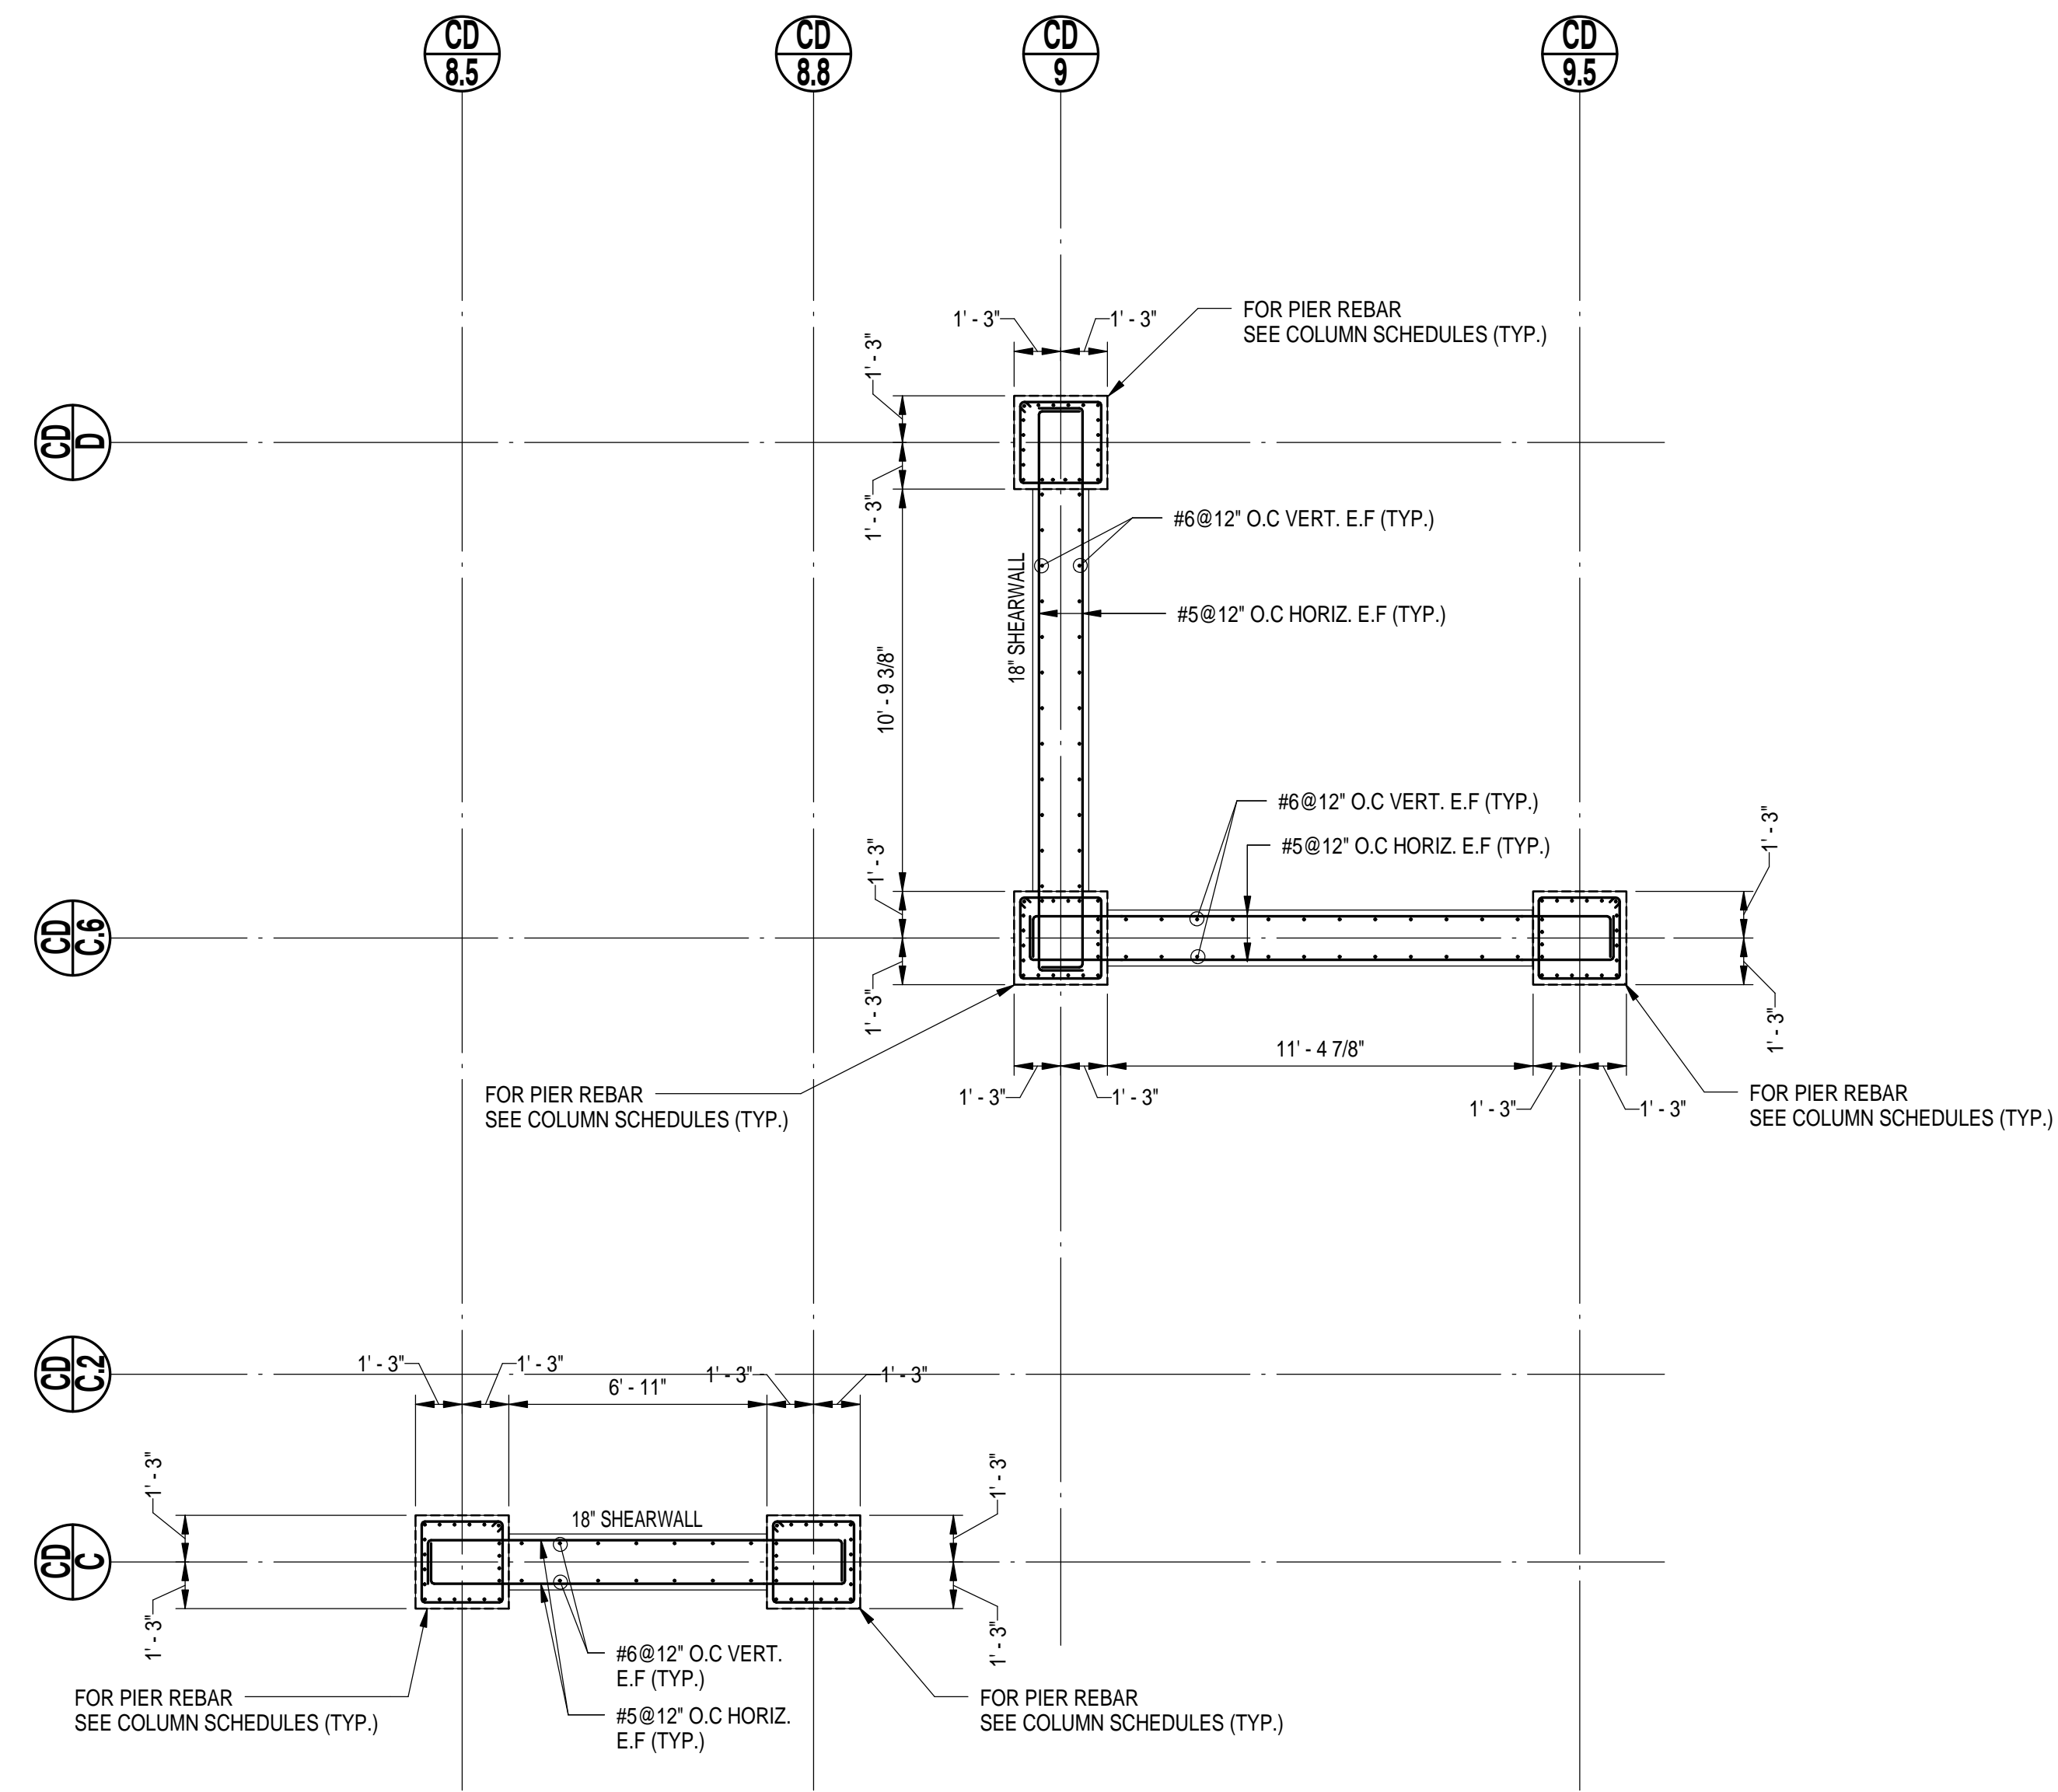 CD
8.5
CD
8.8
CD
9
CD
9.5
1' - 3"
1' - 3"
FOR PIER REBAR
SEE COLUMN SCHEDULES (TYP.)
1' - 3"
CD
D
1' - 3"
#6@12" O.C VERT. E.F (TYP.)
18" SHEARWALL
#5@12" O.C HORIZ. E.F (TYP.)
10' - 9 3/8"
#6@12" O.C VERT. E.F (TYP.)
#5@12" O.C HORIZ. E.F (TYP.)
1' - 3"
1' - 3"
CD
C.6
1' - 3"
1' - 3"
11' - 4 7/8"
1' - 3"
1' - 3"
1' - 3"
1' - 3"
FOR PIER REBAR
SEE COLUMN SCHEDULES (TYP.)
FOR PIER REBAR
SEE COLUMN SCHEDULES (TYP.)
CD
C.2
1' - 3"
1' - 3"
6' - 11"
1' - 3"
1' - 3"
1' - 3"
1' - 3"
18" SHEARWALL
CD
C
1' - 3"
1' - 3"
#6@12" O.C VERT.
E.F (TYP.)
#5@12" O.C HORIZ.
E.F (TYP.)
FOR PIER REBAR
SEE COLUMN SCHEDULES (TYP.)
FOR PIER REBAR
SEE COLUMN SCHEDULES (TYP.)